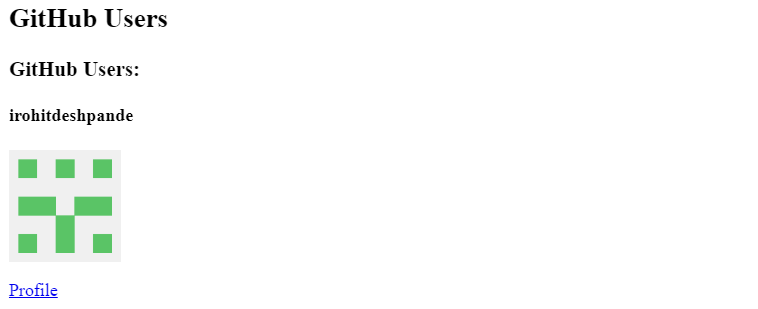 GitHub Users
GitHub Users:
irohitdeshpande
Profile